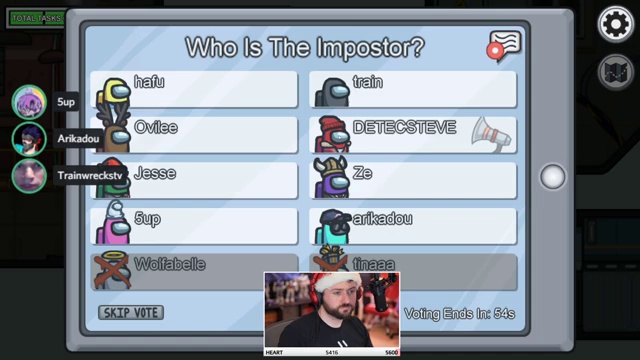 TOTAL TASKS
Who Is The Impostor?
hafu
train
5up
Ovilee
DETECSTEVE
Arikadou
Jesse
Ze
Trainwreckstv
5up
arikadou
Wolfabelle
tinaaa
SKIP VOTE
Voting Ends In: 54s
HEART
5416
5600